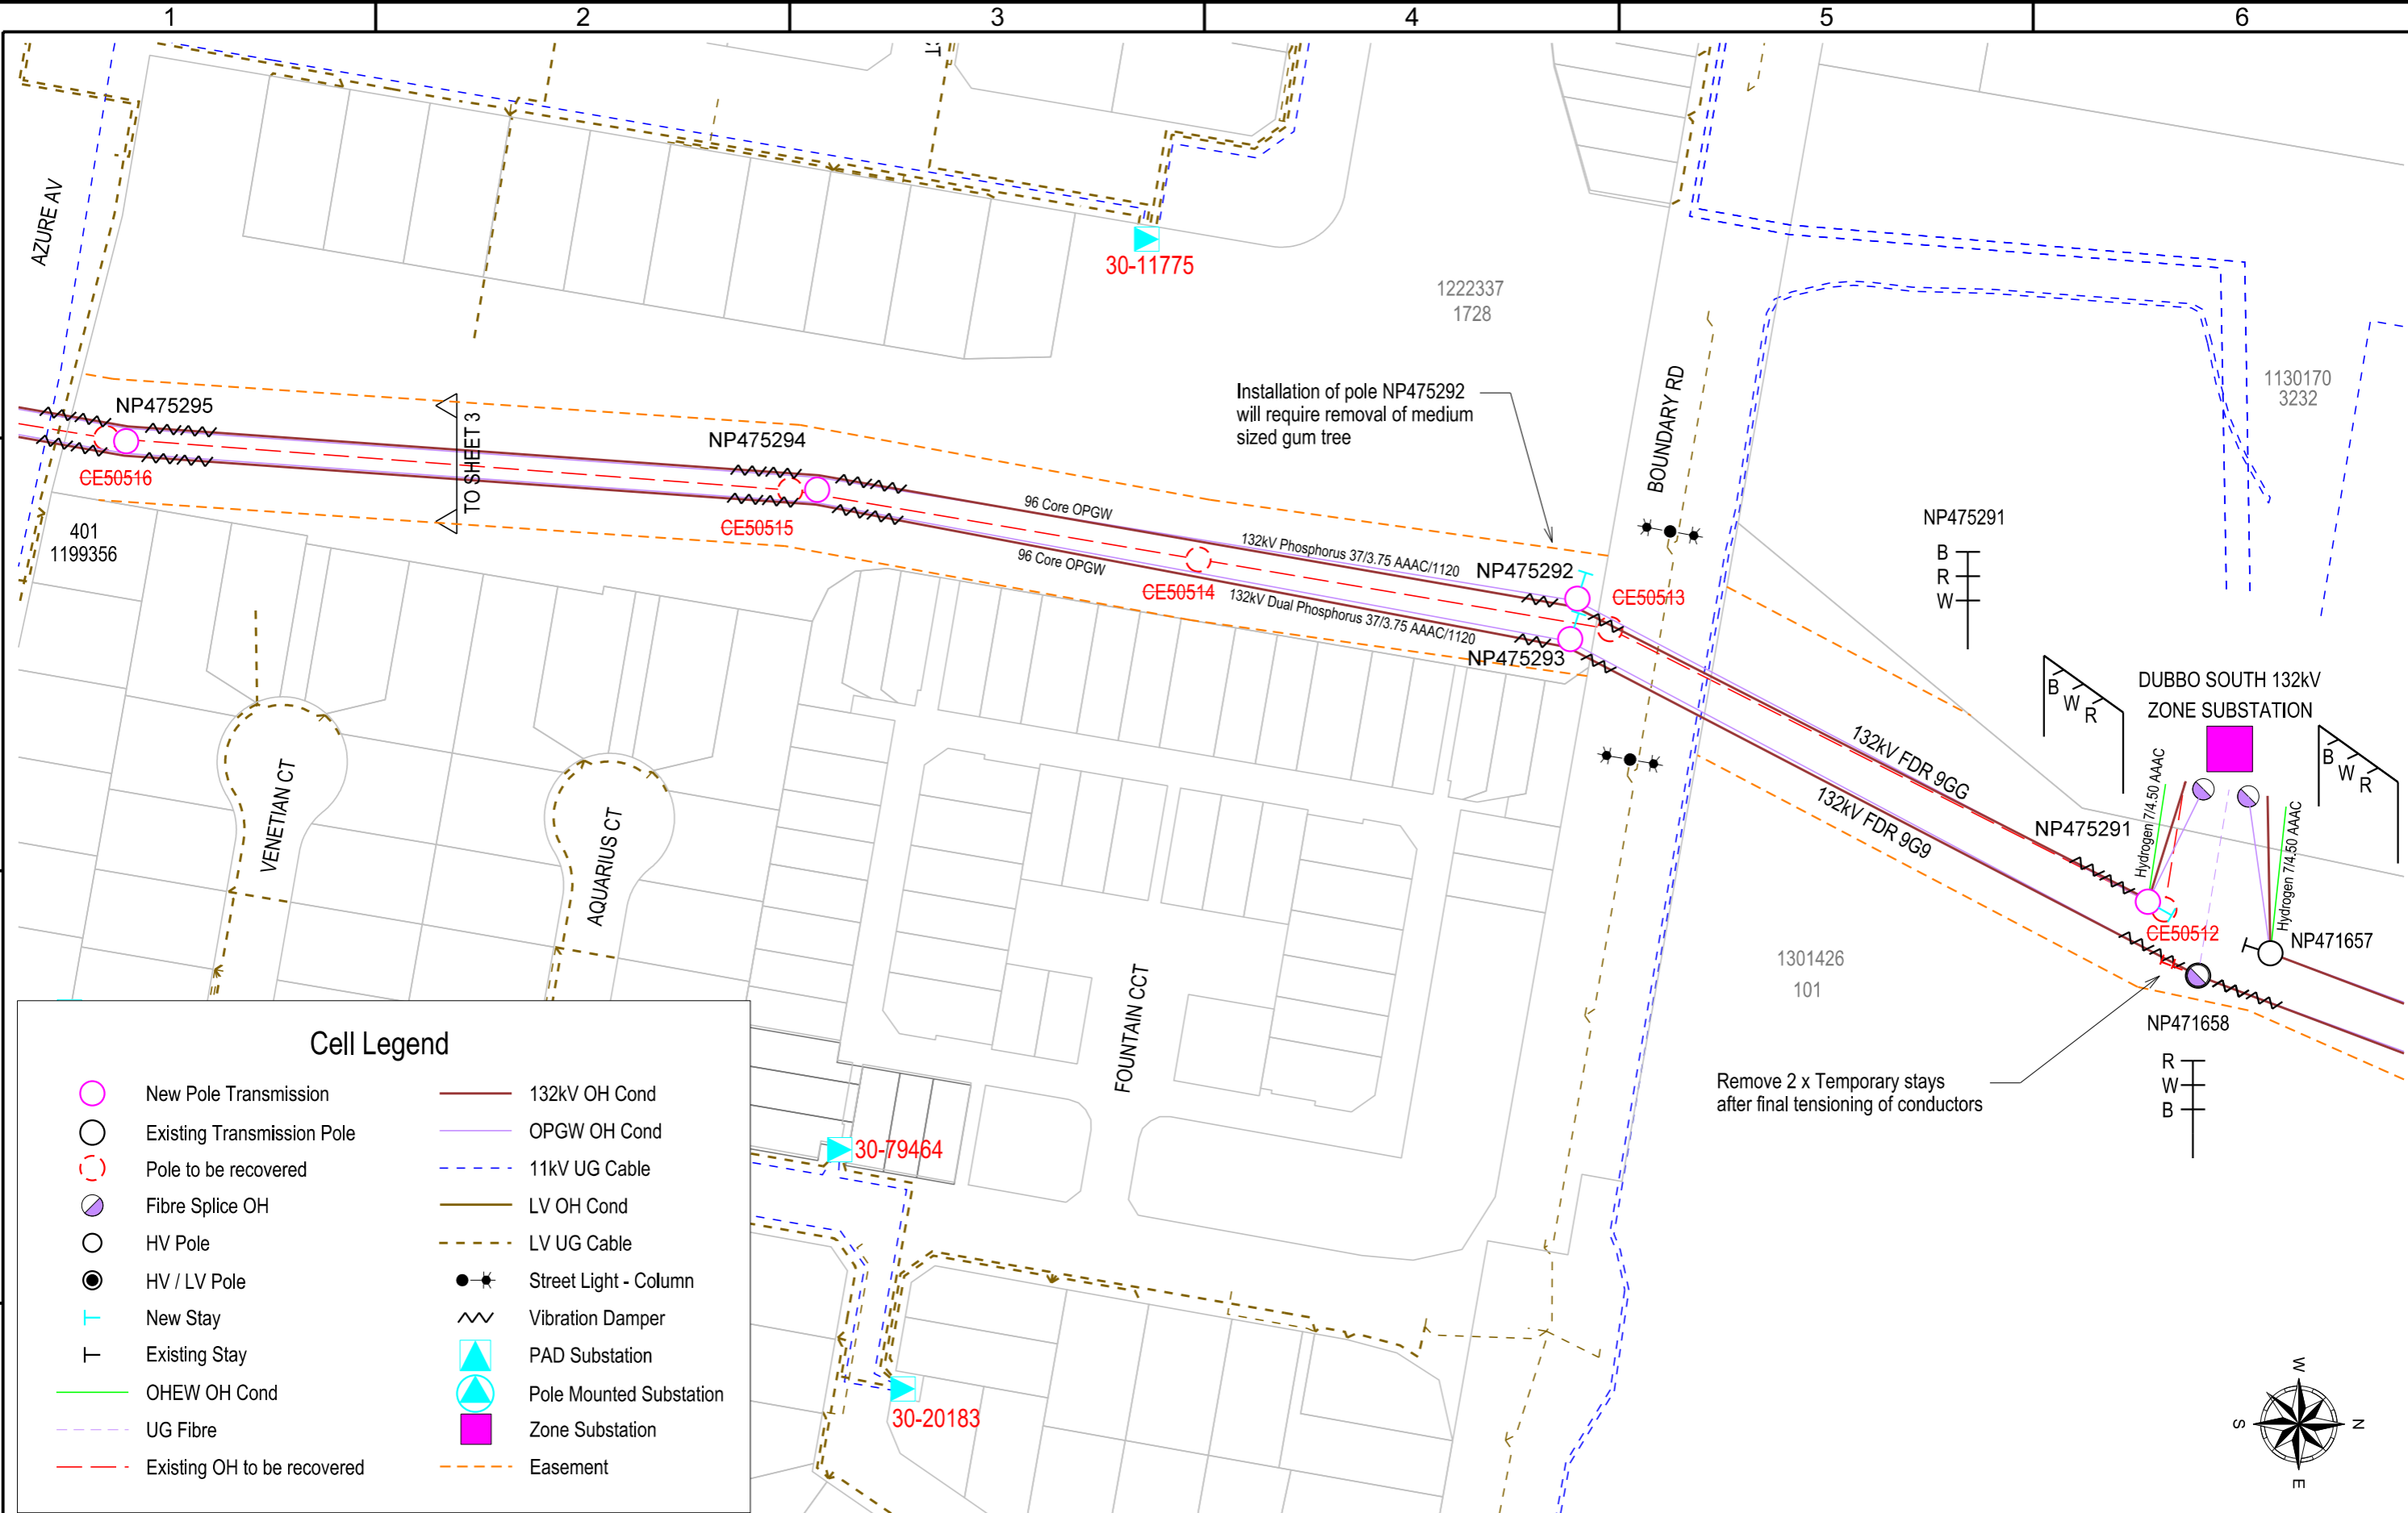 1 2 3 4 5 6
AZURE AV
30-11775
1222337
1728
1130170
3232
Installation of pole NP475292
will require removal of medium
sized gum tree
BOUNDARY RD
NP475295
CE50516
TO SHEET 3
NP475294
CE50515
401
1199356
96 Core OPGW
132kV Phosphorus 37/3.75 AAAC/1120
96 Core OPGW
132kV Dual Phosphorus 37/3.75 AAAC/1120
CE50514
NP475292
CE50513
NP475293
NP475291
B
R
W
DUBBO SOUTH 132kV
ZONE SUBSTATION
B
W
R
B
W
R
132kV FDR 9GG
132kV FDR 9G9
Hydrogen 7/4.50 AAAC
Hydrogen 7/4.50 AAAC
NP475291
CE50512
NP471657
NP471658
R
W
B
1301426
101
Remove 2 x Temporary stays
after final tensioning of conductors
VENETIAN CT
AQUARIUS CT
FOUNTAIN CCT
30-79464
30-20183
Cell Legend
New Pole Transmission
Existing Transmission Pole
Pole to be recovered
Fibre Splice OH
HV Pole
HV / LV Pole
New Stay
Existing Stay
OHEW OH Cond
UG Fibre
Existing OH to be recovered
132kV OH Cond
OPGW OH Cond
11kV UG Cable
LV OH Cond
LV UG Cable
Street Light - Column
Vibration Damper
PAD Substation
Pole Mounted Substation
Zone Substation
Easement
W
S
N
E